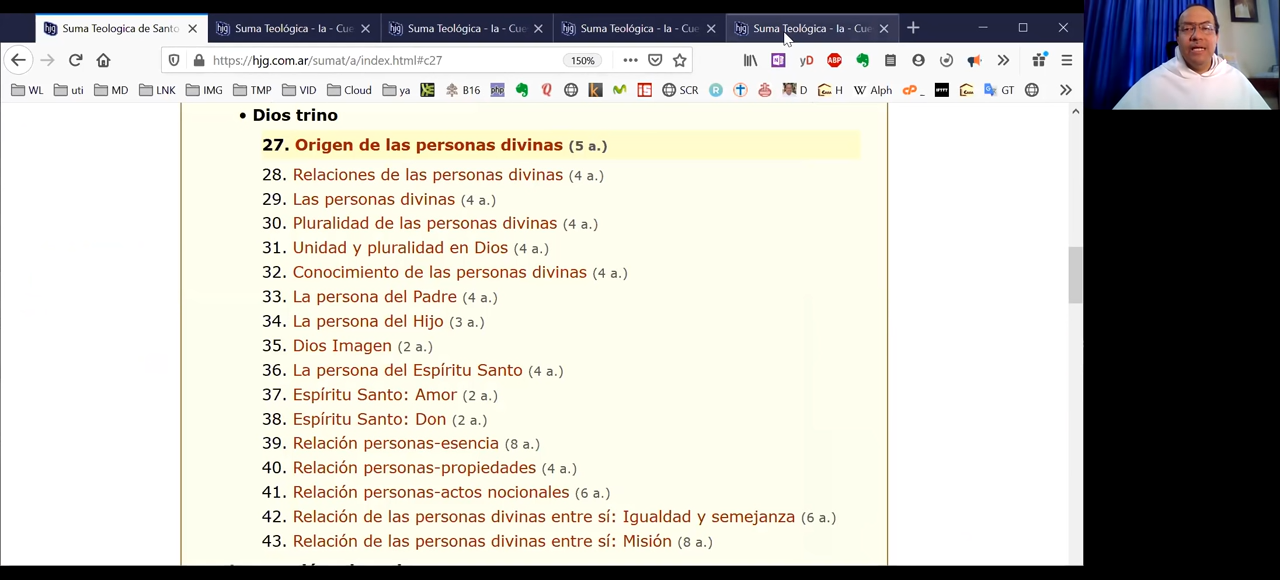 Suma Teologica de Santo
Suma Teológica - Ia - Cue
Suma Teológica - Ia - Cue
Suma Teológica - Ia - Cue
Suma Teológica - Ia - Cue
https://hjg.com.ar/sumat/a/index.html#c27
150%
yD
ABP
WL
uti
MD
LNK
IMG
TMP
VID
Cloud
ya
B16
php
SCR
D
H
W Alph
GT
• Dios trino
27. Origen de las personas divinas (5 a.)
28. Relaciones de las personas divinas (4 a.)
29. Las personas divinas (4 a.)
30. Pluralidad de las personas divinas (4 a.)
31. Unidad y pluralidad en Dios (4 a.)
32. Conocimiento de las personas divinas (4 a.)
33. La persona del Padre (4 a.)
34. La persona del Hijo (3 a.)
35. Dios Imagen (2 a.)
36. La persona del Espíritu Santo (4 a.)
37. Espíritu Santo: Amor (2 a.)
38. Espíritu Santo: Don (2 a.)
39. Relación personas-esencia (8 a.)
40. Relación personas-propiedades (4 a.)
41. Relación personas-actos nocionales (6 a.)
42. Relación de las personas divinas entre sí: Igualdad y semejanza (6 a.)
43. Relación de las personas divinas entre sí: Misión (8 a.)